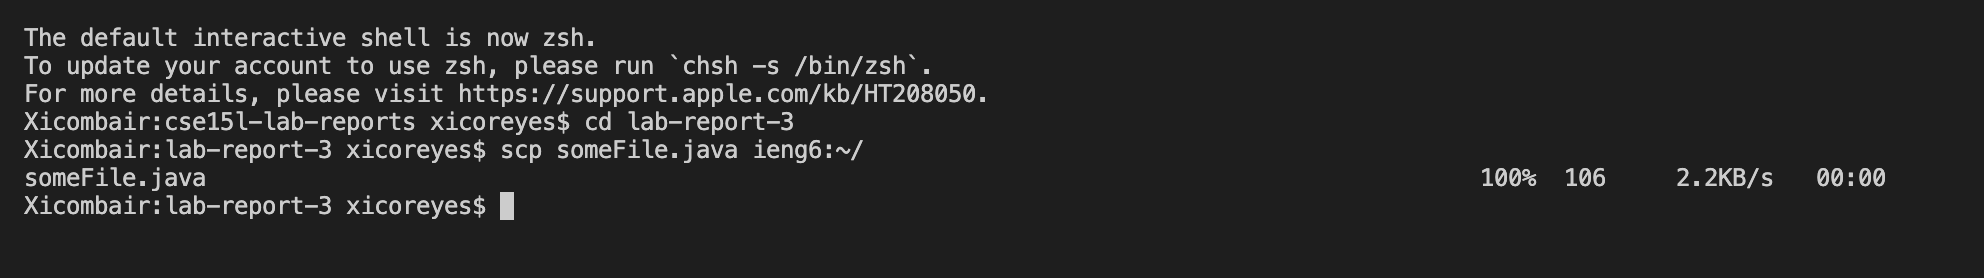 The default interactive shell is now zsh.
To update your account to use zsh, please run `chsh -s /bin/zsh`.
For more details, please visit https://support.apple.com/kb/HT208050.
Xicombair:cse15l-lab-reports xicoreyes$ cd lab-report-3
Xicombair:lab-report-3 xicoreyes$ scp someFile.java ieng6:~/
someFile.java 100% 106 2.2KB/s 00:00
Xicombair:lab-report-3 xicoreyes$